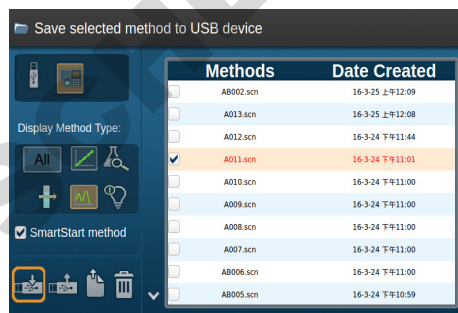 Save selected method to USB device
Methods Date Created
AB002.scn 16-3-25 上午12:09
A013.scn 16-3-25 上午12:08
A012.scn 16-3-24 下午11:44
A011.scn 16-3-24 下午11:01
A010.scn 16-3-24 下午11:00
A009.scn 16-3-24 下午11:00
A008.scn 16-3-24 下午11:00
A007.scn 16-3-24 下午11:00
AB006.scn 16-3-24 下午11:00
AB005.scn 16-3-24 下午10:59
Display Method Type:
All
SmartStart method